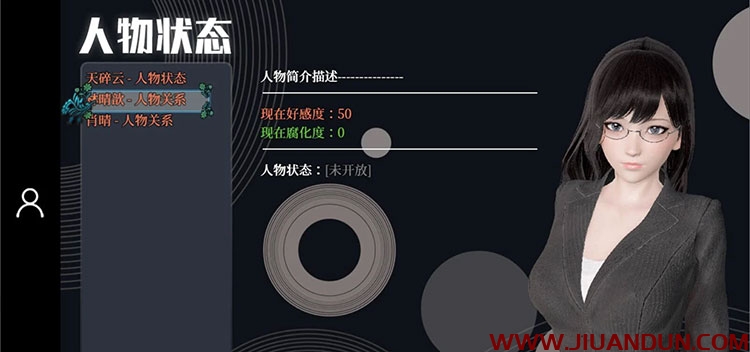 人物状态
天碎云 - 人物状态
晴歆 - 人物关系
肖晴 - 人物关系
人物简介描述---------------
现在好感度：50
现在腐化度：0
人物状态：[未开放]
WWW.JIUANDUN.COM